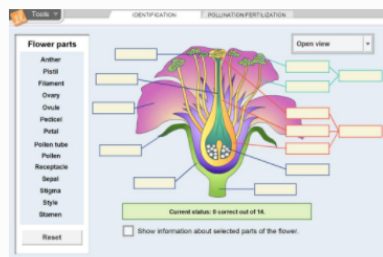 Tools
IDENTIFICATION
POLLINATION/FERTILIZATION
Flower parts
Anther
Pistil
Filament
Ovary
Ovule
Pedicel
Petal
Pollen tube
Pollen
Receptacle
Sepal
Stigma
Style
Stamen
Reset
Open view
Current status: 0 correct out of 14.
Show information about selected parts of the flower.